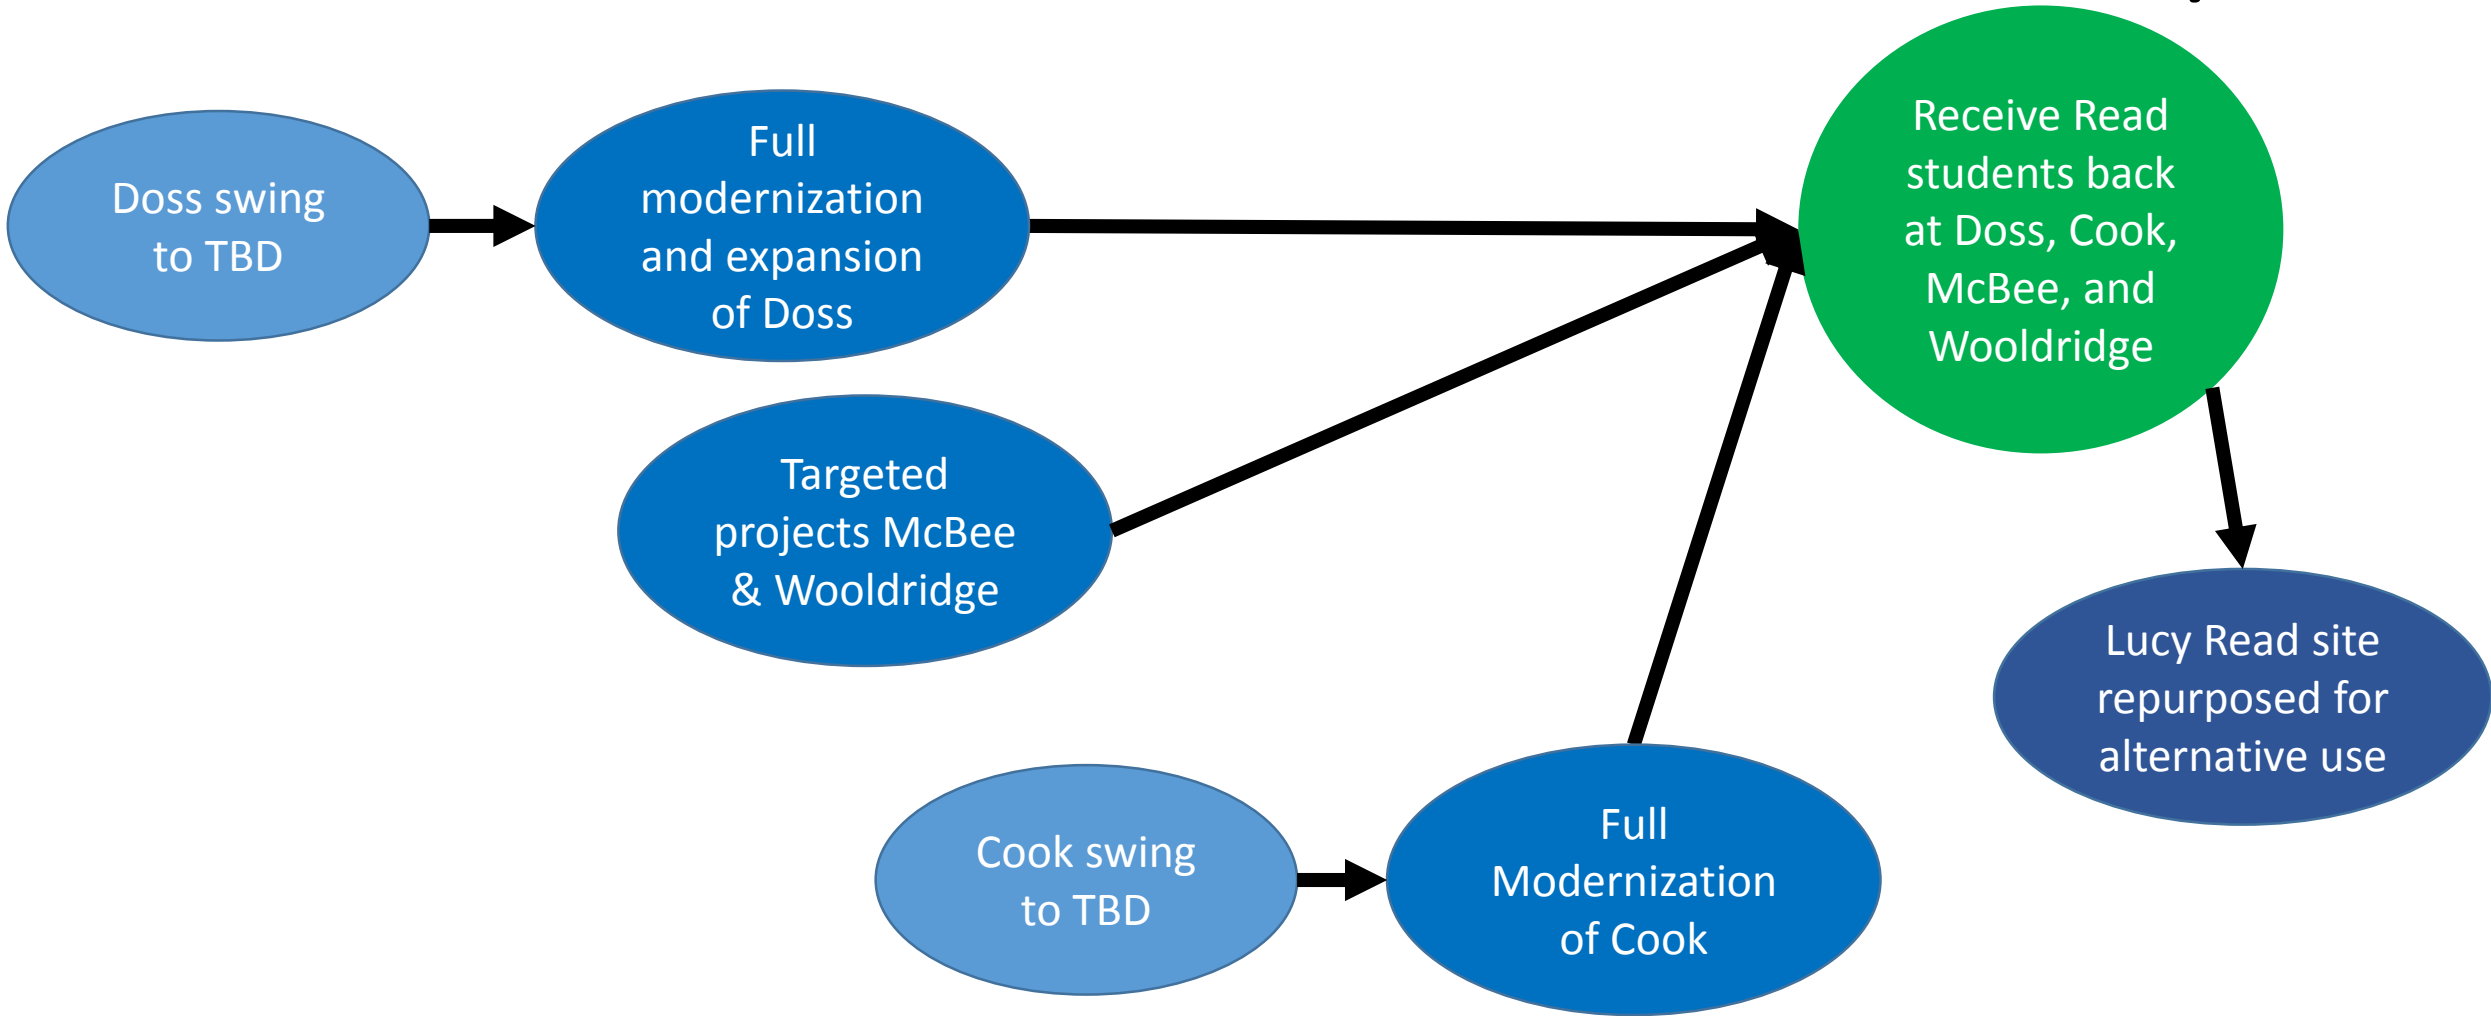 Doss swing
to TBD
Full
modernization
and expansion
of Doss
Receive Read
students back
at Doss, Cook,
McBee, and
Wooldridge
Targeted
projects McBee
& Wooldridge
Lucy Read site
repurposed for
alternative use
Cook swing
to TBD
Full
Modernization
of Cook